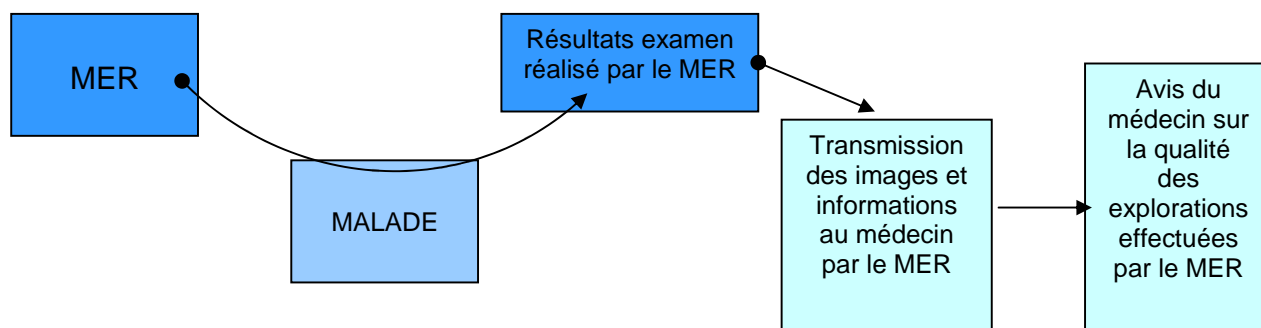 MER
MALADE
Résultats examen
réalisé par le MER
Transmission
des images et
informations
au médecin
par le MER
Avis du
médecin sur
la qualité
des
explorations
effectuées
par le MER